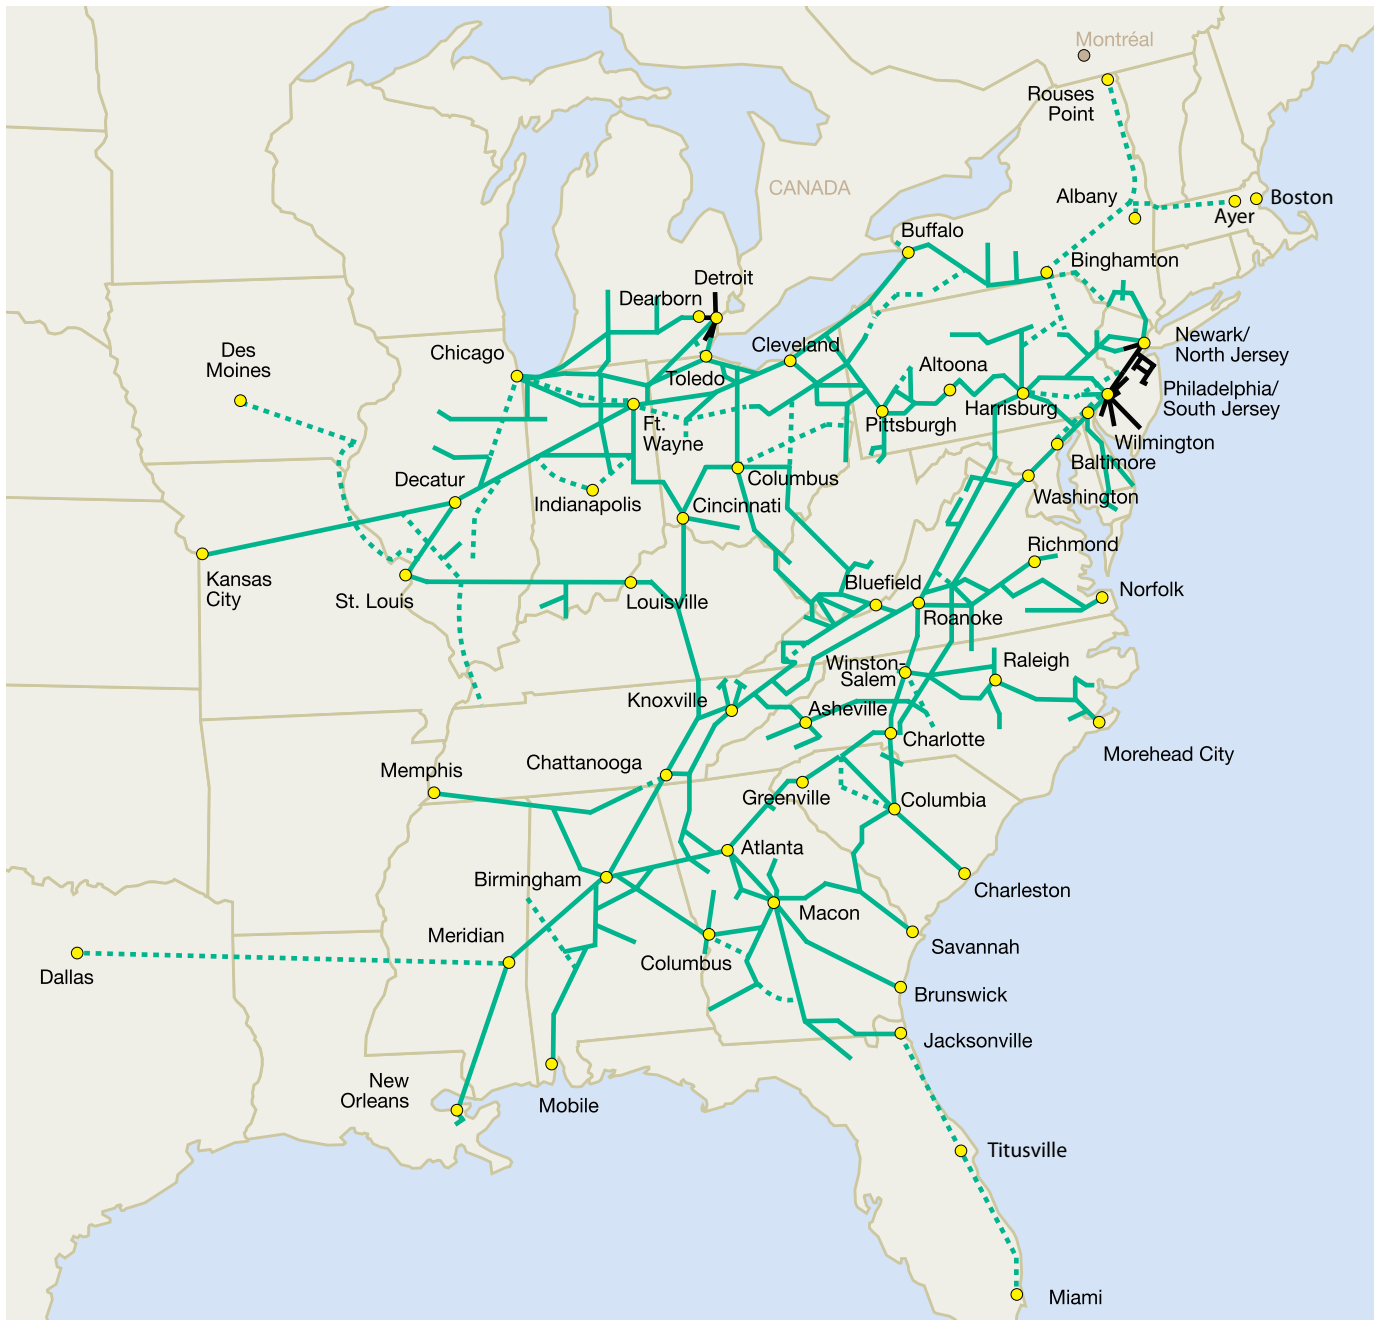 Montréal
Rouses
Point
CANADA
Albany
Boston
Ayer
Buffalo
Binghamton
Detroit
Dearborn
Newark/
North Jersey
Cleveland
Chicago
Des
Moines
Altoona
Toledo
Philadelphia/
South Jersey
Harrisburg
Pittsburgh
Ft.
Wayne
Wilmington
Baltimore
Decatur
Columbus
Washington
Indianapolis
Cincinnati
Richmond
Kansas
City
Bluefield
Norfolk
St. Louis
Louisville
Roanoke
Winston-
Salem
Raleigh
Knoxville
Asheville
Charlotte
Morehead City
Chattanooga
Memphis
Greenville
Columbia
Atlanta
Birmingham
Charleston
Macon
Meridian
Savannah
Columbus
Dallas
Brunswick
Jacksonville
New
Orleans
Mobile
Titusville
Miami